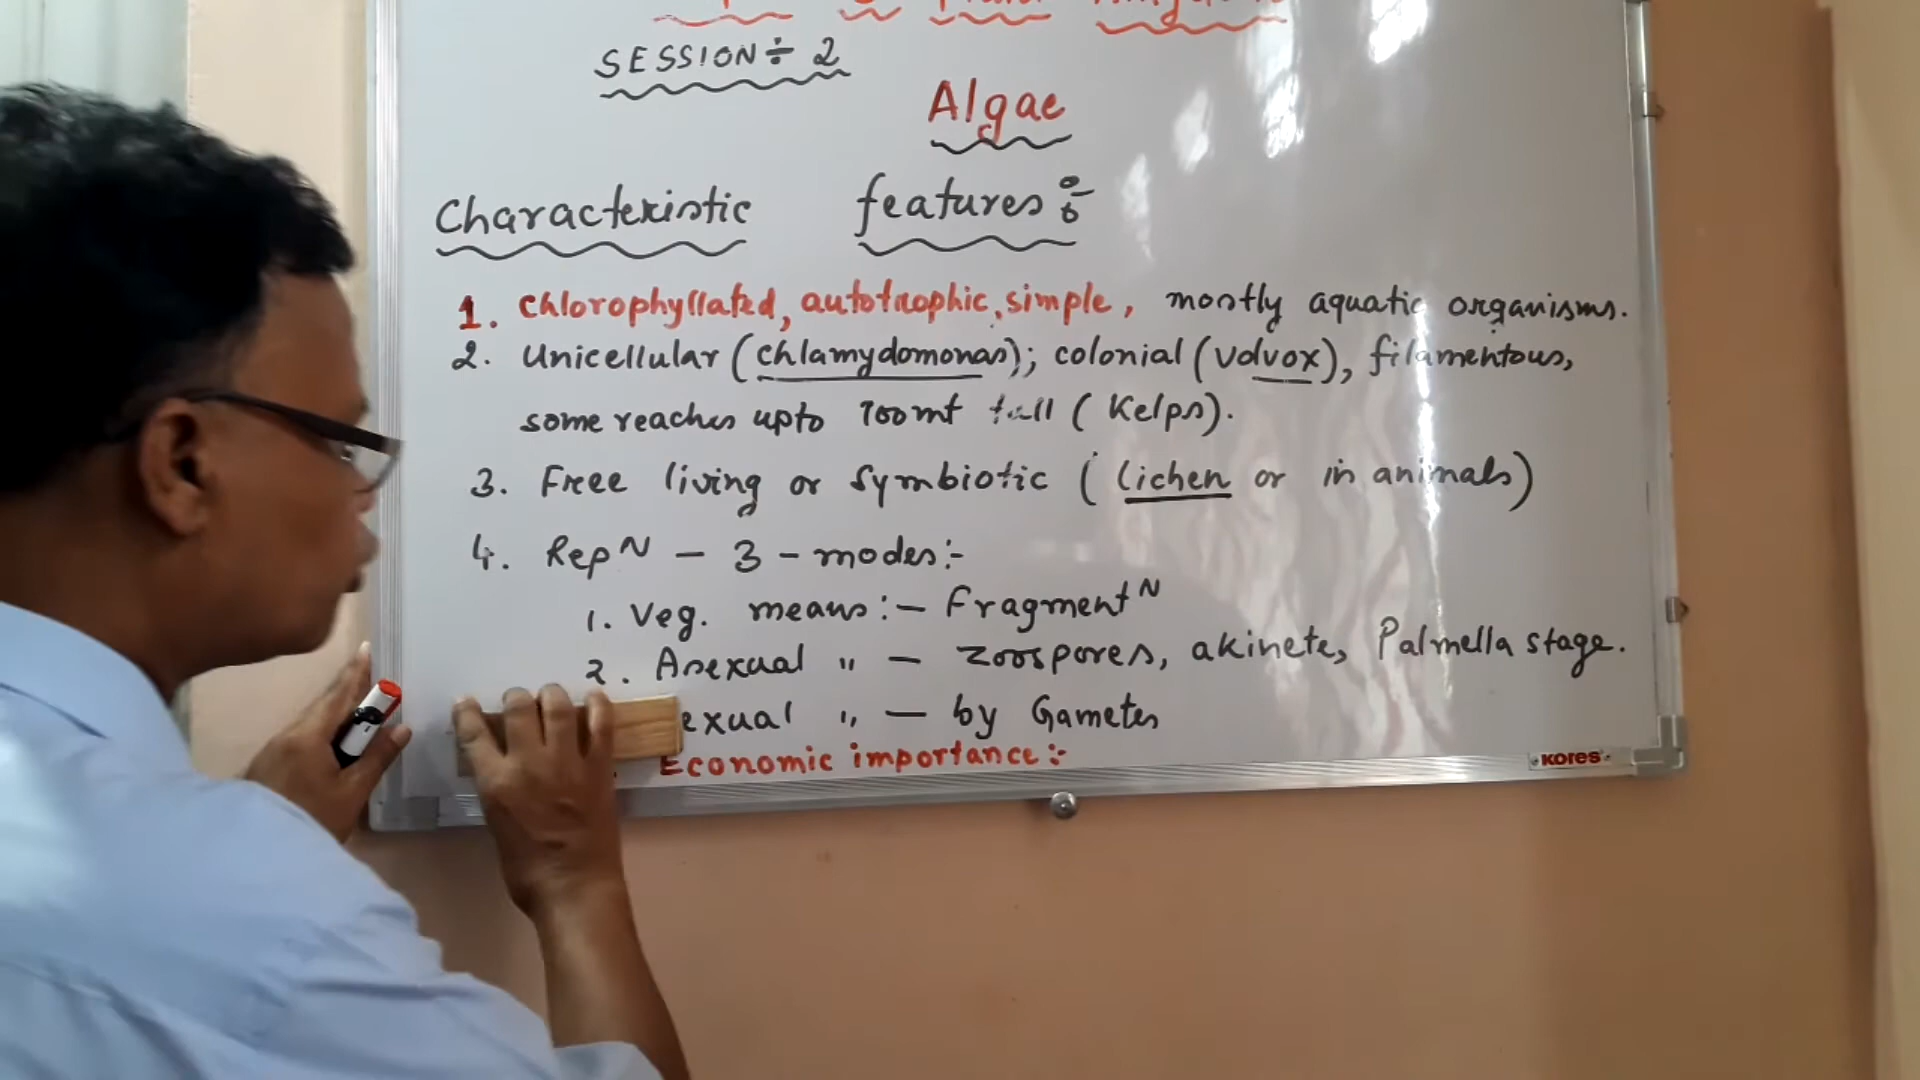 SESSION÷ 2
Algae
Characteristic features :-
1. Chlorophyllated, autotrophic, simple, mostly aquatic organisms.
2. Unicellular (chlamydomonas); colonial (volvox), filamentous,
some reaches upto 100mt tall (Kelps).
3. Free living or Symbiotic (lichen or in animals)
4. Rep^N - 3 - modes:-
1. Veg. means:- Fragment^N
2. Asexual " - zoospores, akinete, Palmella stage.
exual " - by Gametes
Economic importance:-
KORES